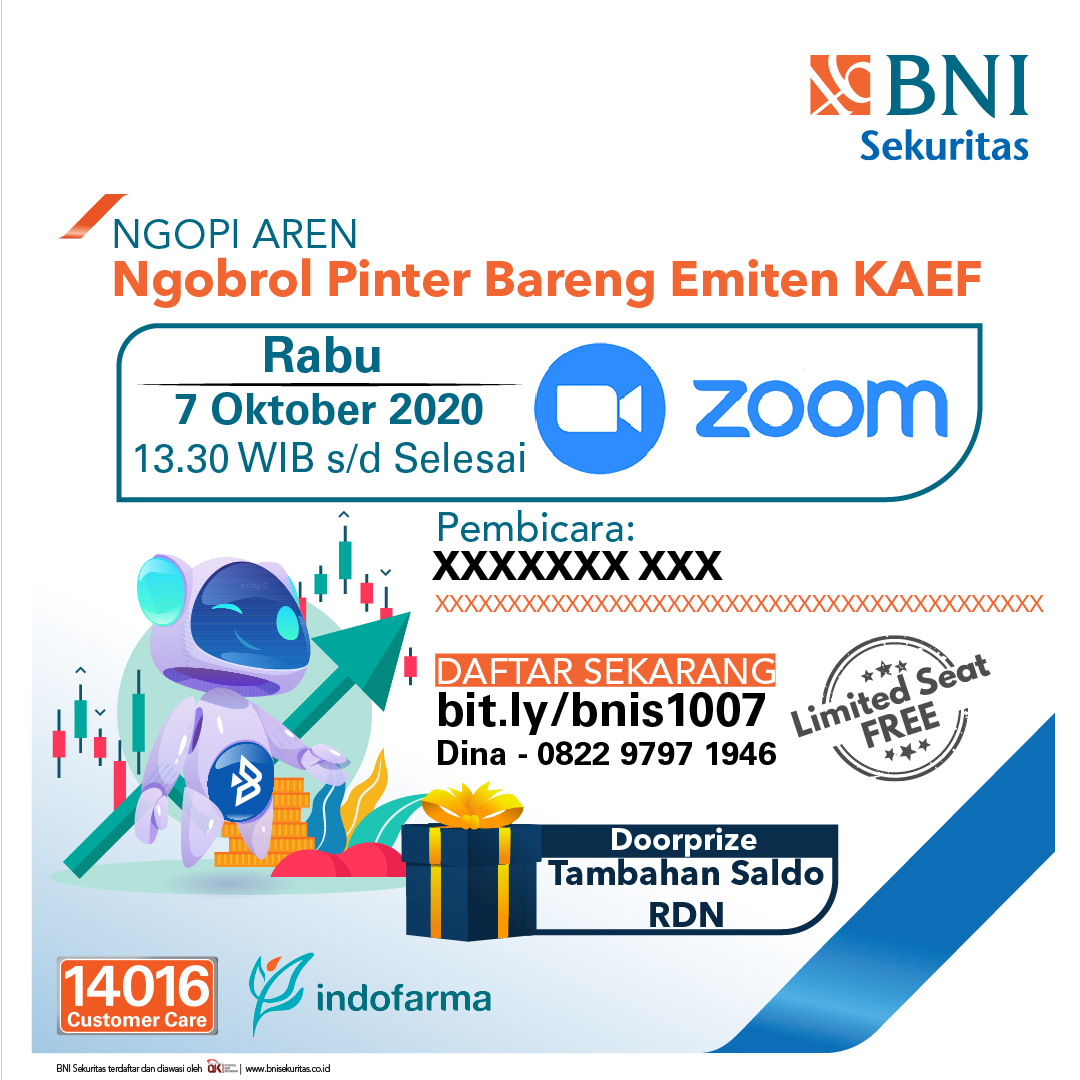 BNI
Sekuritas
NGOPI AREN
Ngobrol Pinter Bareng Emiten KAEF
Rabu
7 Oktober 2020
13.30 WIB s/d Selesai
zoom
Pembicara:
XXXXXXX XXX
XXXXXXXXXXXXXXXXXXXXXXXXXXXXXXXXXXXXXXXXXX
DAFTAR SEKARANG
bit.ly/bnis1007
Dina - 0822 9797 1946
Limited Seat
FREE
Doorprize
Tambahan Saldo
RDN
14016
Customer Care
indofarma
BNI Sekuritas terdaftar dan diawasi oleh OJK | www.bnisekuritas.co.id